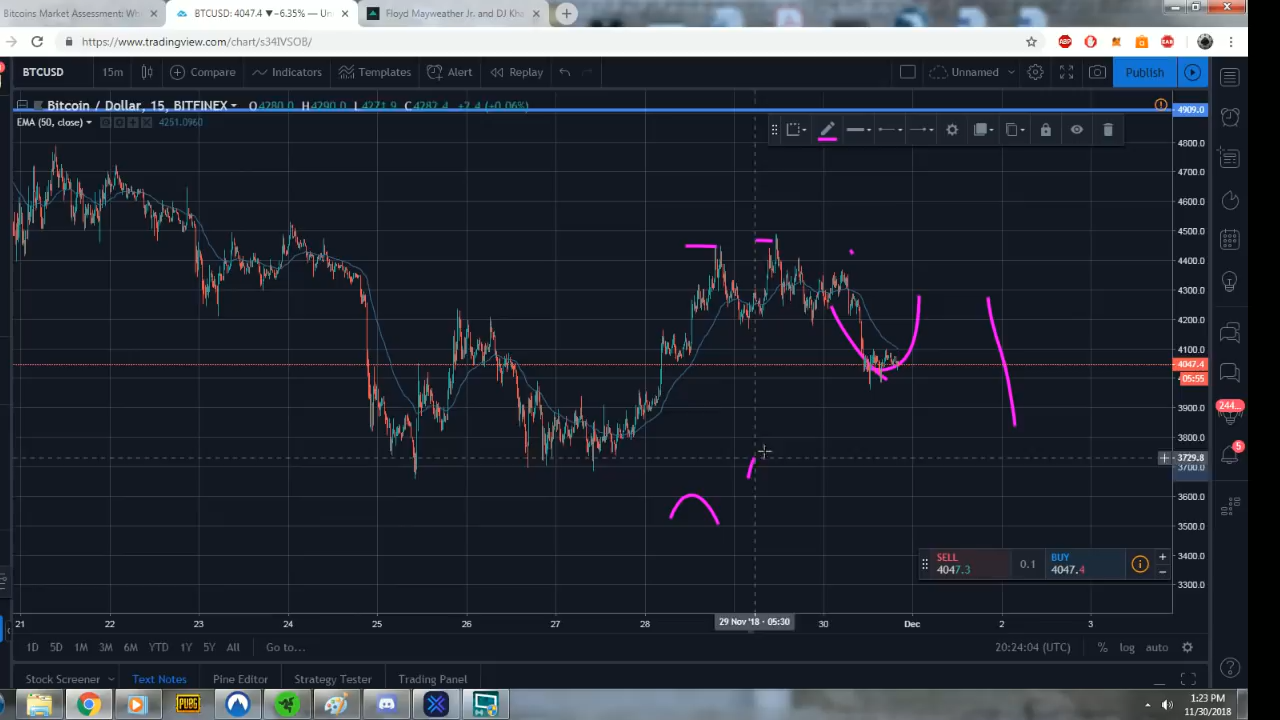 Bitcoins Market Assessment: Wh
BTCUSD: 4047.4 ▼−6.35% — Un
Floyd Mayweather Jr. and DJ Kha
https://www.tradingview.com/chart/s34IVSOB/
ABP
EAR
BTCUSD 15m Compare Indicators Templates Alert Replay Unnamed Publish
Bitcoin / Dollar, 15, BITFINEX O4280.0 H4290.0 L4271.9 C4282.4 +2.4 (+0.06%)
EMA (50, close) 4251.0960
4909.0
4800.0
4700.0
4600.0
4500.0
4400.0
4300.0
4200.0
4100.0
4047.4
05:55
3900.0
3800.0
3729.8
3700.0
3600.0
3500.0
3400.0
3300.0
244...
5
SELL
4047.3
0.1
BUY
4047.4
21 22 23 24 25 26 27 28 29 Nov '18 - 05:30 30 Dec 2 3
1D 5D 1M 3M 6M YTD 1Y 5Y All Go to... 20:24:04 (UTC) % log auto
Stock Screener Text Notes Pine Editor Strategy Tester Trading Panel
PUBG
1:23 PM
11/30/2018